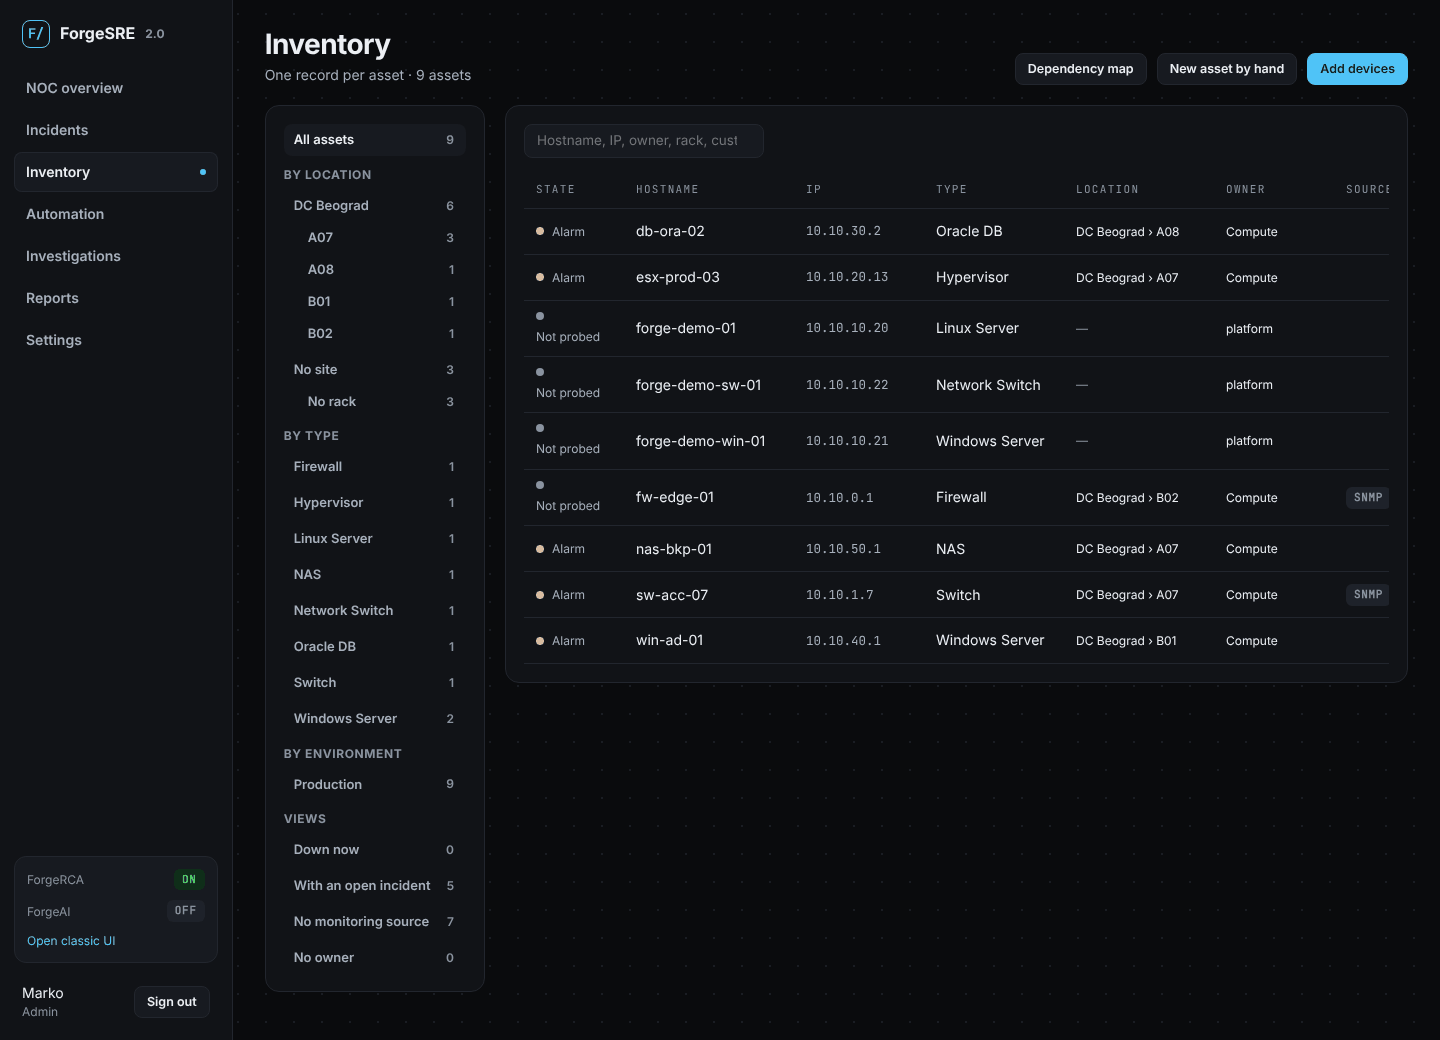 F/ ForgeSRE 2.0
NOC overview
Incidents
Inventory
Automation
Investigations
Reports
Settings
ForgeRCA ON
ForgeAI OFF
Open classic UI
Marko
Admin
Sign out
Inventory
One record per asset · 9 assets
Dependency map
New asset by hand
Add devices
All assets 9
BY LOCATION
DC Beograd 6
A07 3
A08 1
B01 1
B02 1
No site 3
No rack 3
BY TYPE
Firewall 1
Hypervisor 1
Linux Server 1
NAS 1
Network Switch 1
Oracle DB 1
Switch 1
Windows Server 2
BY ENVIRONMENT
Production 9
VIEWS
Down now 0
With an open incident 5
No monitoring source 7
No owner 0
Hostname, IP, owner, rack, cust
STATE HOSTNAME IP TYPE LOCATION OWNER SOURCE
Alarm db-ora-02 10.10.30.2 Oracle DB DC Beograd › A08 Compute
Alarm esx-prod-03 10.10.20.13 Hypervisor DC Beograd › A07 Compute
Not probed forge-demo-01 10.10.10.20 Linux Server — platform
Not probed forge-demo-sw-01 10.10.10.22 Network Switch — platform
Not probed forge-demo-win-01 10.10.10.21 Windows Server — platform
Not probed fw-edge-01 10.10.0.1 Firewall DC Beograd › B02 Compute SNMP
Alarm nas-bkp-01 10.10.50.1 NAS DC Beograd › A07 Compute
Alarm sw-acc-07 10.10.1.7 Switch DC Beograd › A07 Compute SNMP
Alarm win-ad-01 10.10.40.1 Windows Server DC Beograd › B01 Compute